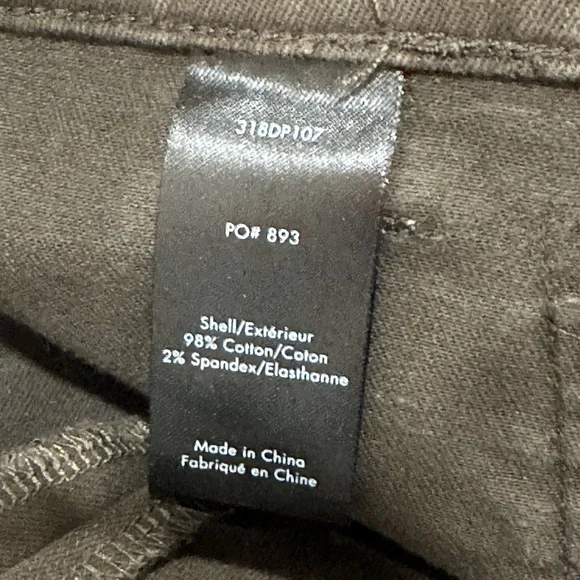 318DP107
PO# 893
Shell/Extérieur
98% Cotton/Coton
2% Spandex/Elasthanne
Made in China
Fabriqué en Chine